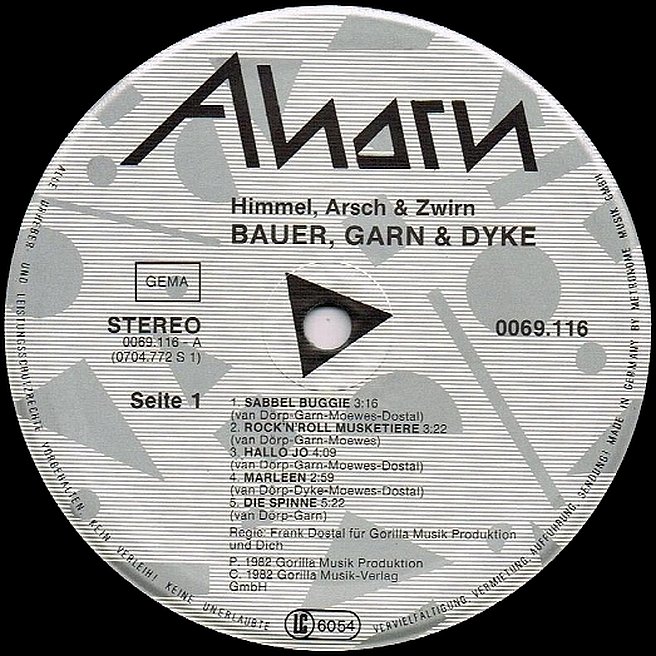 Ahorn
Himmel, Arsch & Zwirn
BAUER, GARN & DYKE
GEMA
STEREO
0069.116 - A
(0704.772 S 1)
0069.116
Seite 1
1. SABBEL BUGGIE 3:16
(van Dörp-Garn-Moewes-Dostal)
2. ROCK'N'ROLL MUSKETIERE 3:22
(van Dörp-Garn-Moewes)
3. HALLO JO 4:09
(van Dörp-Garn-Moewes-Dostal)
4. MARLEEN 2:59
(van Dörp-Dyke-Moewes-Dostal)
5. DIE SPINNE 5:22
(van Dörp-Garn)
Regie: Frank Dostal für Gorilla Musik Produktion
und Dich
P. 1982 Gorilla Musik Produktion
C. 1982 Gorilla Musik-Verlag
GmbH
LC 6054
ALLE URHEBER UND LEISTUNGSSCHUTZRECHTE VORBEHALTEN. KEIN VERLEIH! KEINE UNERLAUBTE VERVIELFÄLTIGUNG, VERMIETUNG, AUFFÜHRUNG, SENDUNG! MADE IN GERMANY BY METRONOME MUSIK GMBH